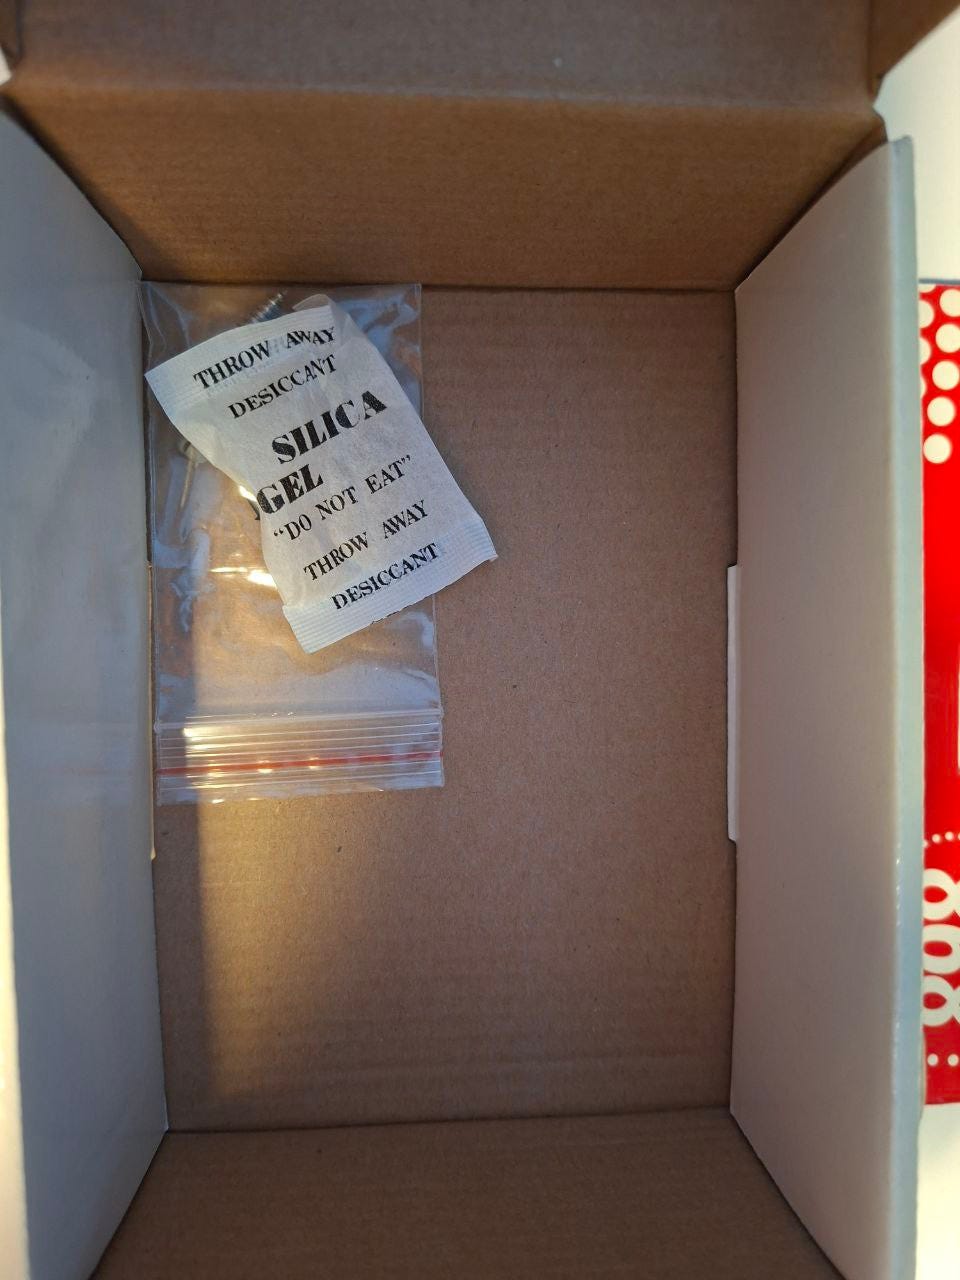 THROW AWAY
DESICCANT
SILICA
GEL
“DO NOT EAT”
THROW AWAY
DESICCANT